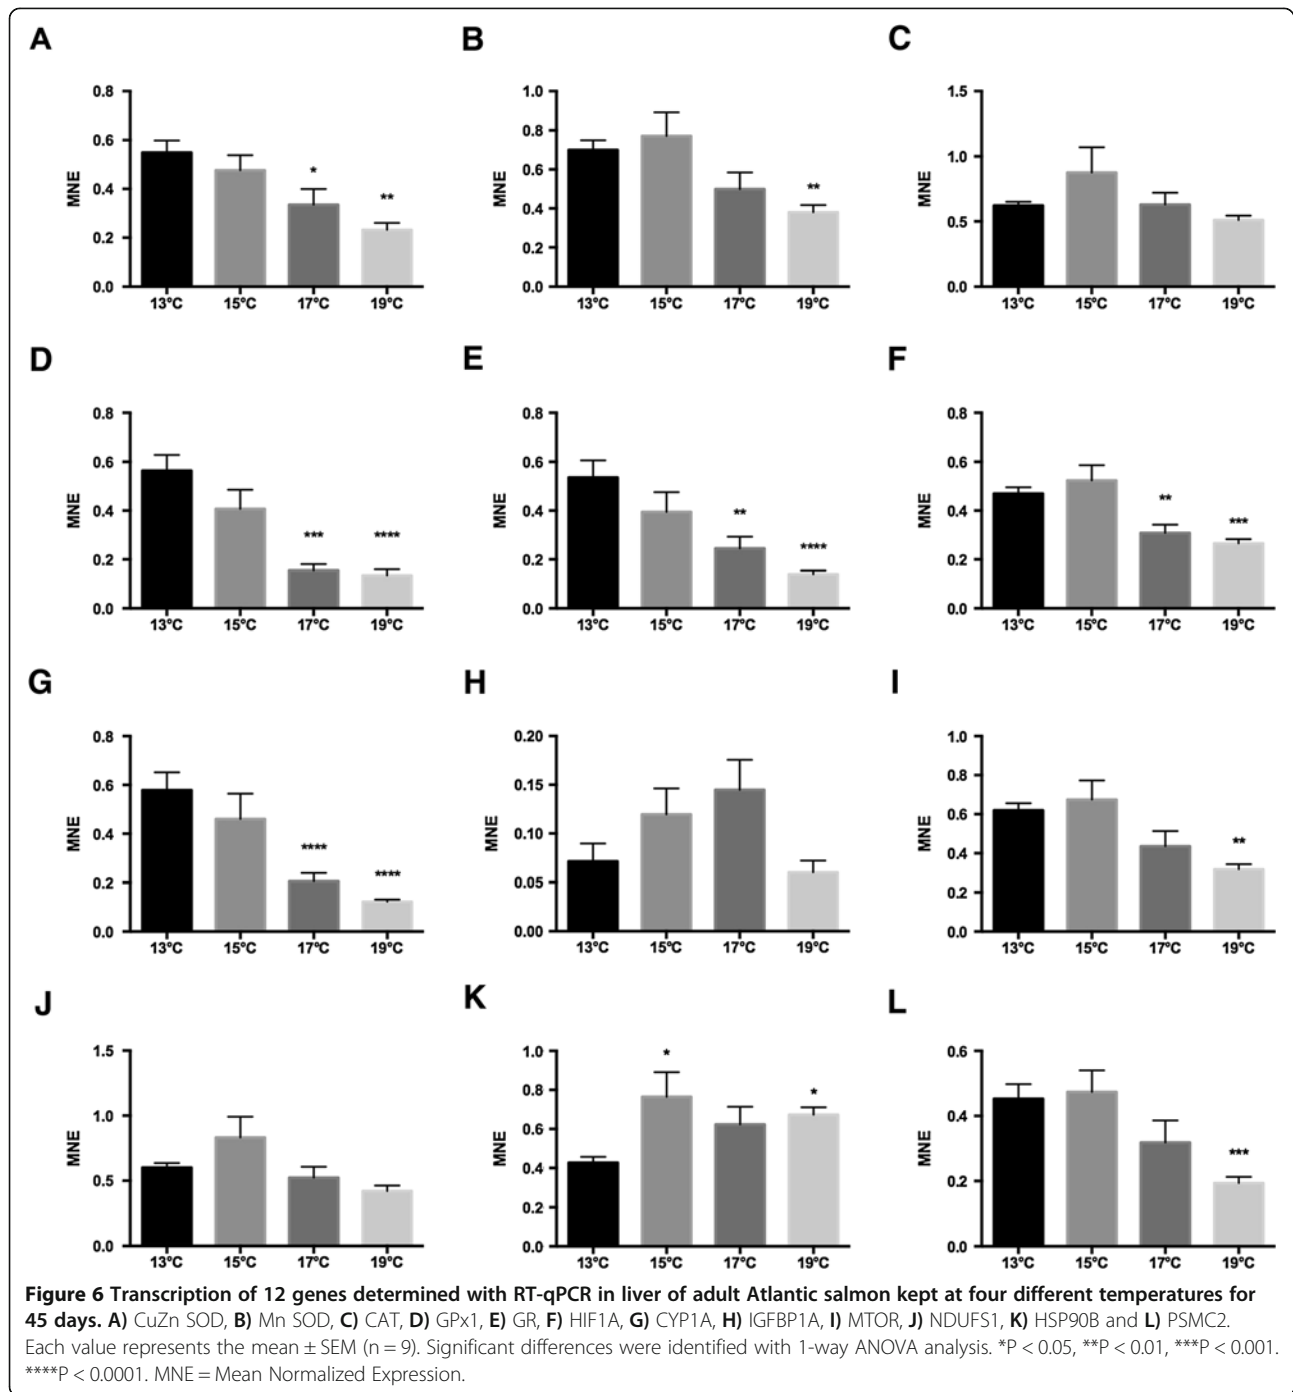 A B C
0.8 1.0 1.5
0.8
0.6 1.0
0.6
MNE 0.4 * MNE MNE
** 0.4 ** 0.5
0.2 0.2
0.0 0.0 0.0
13°C 15°C 17°C 19°C 13°C 15°C 17°C 19°C 13°C 15°C 17°C 19°C
D E F
0.8 0.8 0.8
0.6 0.6 0.6
MNE 0.4 MNE 0.4 MNE 0.4
*** **** ** **** ** ***
0.2 0.2 0.2
0.0 0.0 0.0
13°C 15°C 17°C 19°C 13°C 15°C 17°C 19°C 13°C 15°C 17°C 19°C
G H I
0.8 0.20 1.0
0.6 0.15 0.8
MNE 0.4 MNE 0.10 MNE 0.6
**** **** 0.4 **
0.2 0.05 0.2
0.0 0.00 0.0
13°C 15°C 17°C 19°C 13°C 15°C 17°C 19°C 13°C 15°C 17°C 19°C
J K L
1.5 1.0 * 0.6
0.8 *
1.0 0.4
MNE MNE 0.6 MNE
0.5 0.4 0.2 ***
0.2
0.0 0.0 0.0
13°C 15°C 17°C 19°C 13°C 15°C 17°C 19°C 13°C 15°C 17°C 19°C
Figure 6 Transcription of 12 genes determined with RT-qPCR in liver of adult Atlantic salmon kept at four different temperatures for
45 days. A) CuZn SOD, B) Mn SOD, C) CAT, D) GPx1, E) GR, F) HIF1A, G) CYP1A, H) IGFBP1A, I) MTOR, J) NDUFS1, K) HSP90B and L) PSMC2.
Each value represents the mean ± SEM (n = 9). Significant differences were identified with 1-way ANOVA analysis. *P < 0.05, **P < 0.01, ***P < 0.001.
****P < 0.0001. MNE = Mean Normalized Expression.